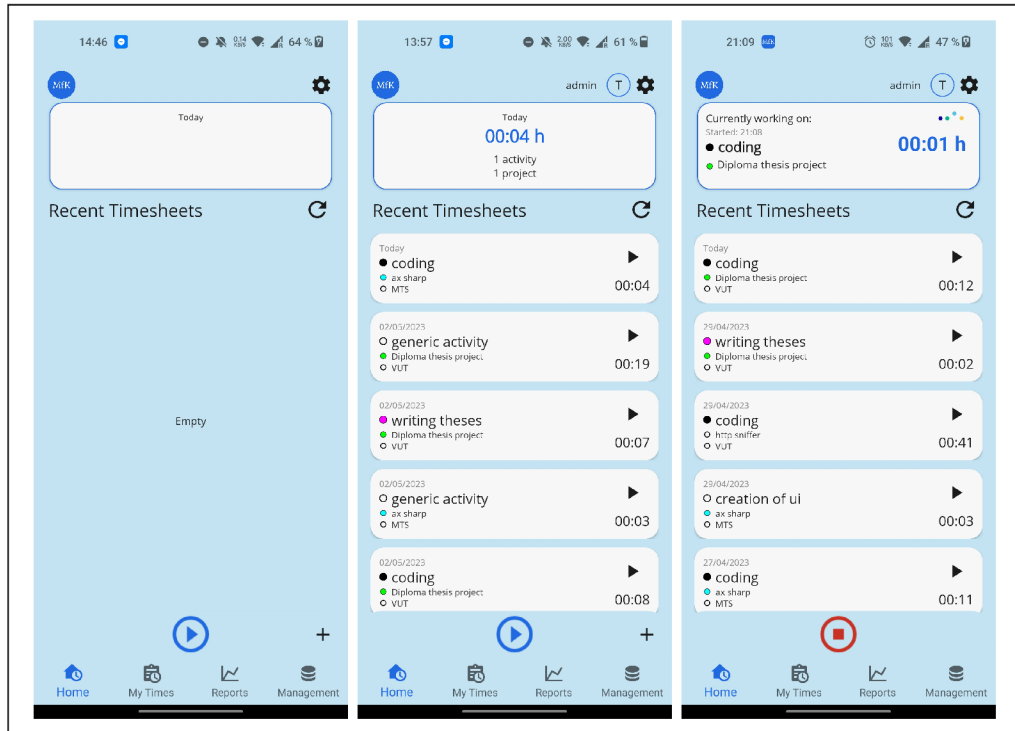 14:46
0,14 KB/S
64 %
MfK
Today
Recent Timesheets
Empty
+
Home
My Times
Reports
Management
13:57
2,00 KB/S
61 %
MfK
admin
T
Today
00:04 h
1 activity
1 project
Recent Timesheets
Today
coding
ax sharp
MTS
00:04
02/05/2023
generic activity
Diploma thesis project
VUT
00:19
02/05/2023
writing theses
Diploma thesis project
VUT
00:07
02/05/2023
generic activity
ax sharp
MTS
00:03
02/05/2023
coding
Diploma thesis project
VUT
00:08
+
Home
My Times
Reports
Management
21:09
MfK
101 KB/S
47 %
MfK
admin
T
Currently working on:
Started: 21:08
coding
Diploma thesis project
00:01 h
Recent Timesheets
Today
coding
Diploma thesis project
VUT
00:12
29/04/2023
writing theses
Diploma thesis project
VUT
00:02
29/04/2023
coding
http sniffer
VUT
00:41
29/04/2023
creation of ui
ax sharp
MTS
00:03
27/04/2023
coding
ax sharp
MTS
00:11
Home
My Times
Reports
Management